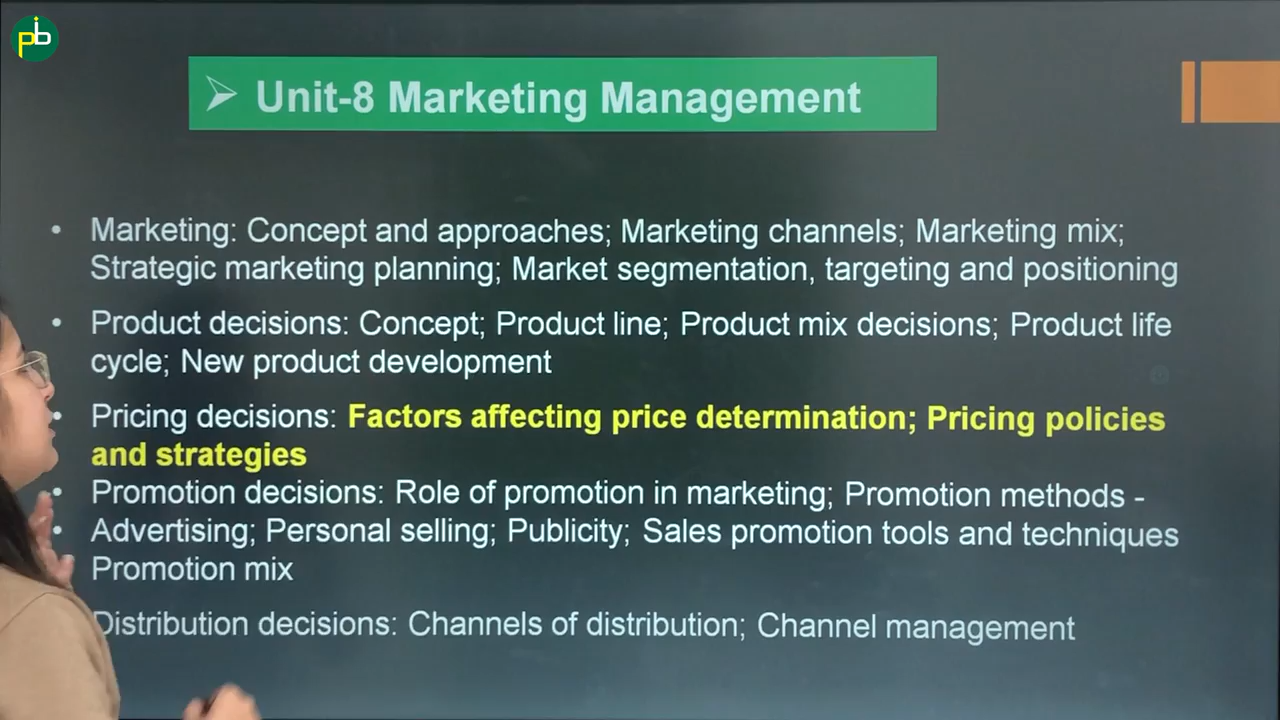 pib
Unit-8 Marketing Management
• Marketing: Concept and approaches; Marketing channels; Marketing mix;
Strategic marketing planning; Market segmentation, targeting and positioning
• Product decisions: Concept; Product line; Product mix decisions; Product life
cycle; New product development
• Pricing decisions: Factors affecting price determination; Pricing policies
and strategies
• Promotion decisions: Role of promotion in marketing; Promotion methods -
• Advertising; Personal selling; Publicity; Sales promotion tools and techniques
Promotion mix
Distribution decisions: Channels of distribution; Channel management